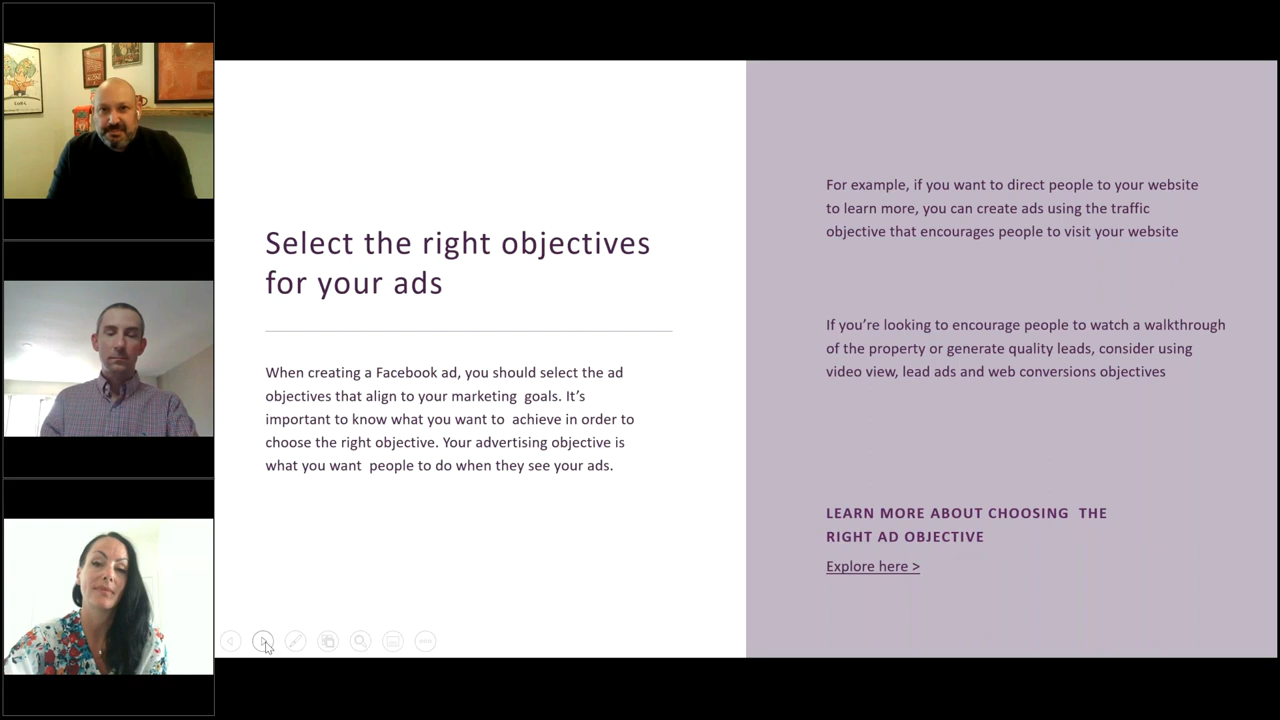 Select the right objectives
for your ads
When creating a Facebook ad, you should select the ad
objectives that align to your marketing  goals. It’s
important to know what you want to  achieve in order to
choose the right objective. Your advertising objective is
what you want  people to do when they see your ads.
For example, if you want to direct people to your website
to learn more, you can create ads using the traffic
objective that encourages people to visit your website
If you’re looking to encourage people to watch a walkthrough
of the property or generate quality leads, consider using
video view, lead ads and web conversions objectives
LEARN MORE ABOUT CHOOSING  THE
RIGHT AD OBJECTIVE
Explore here >